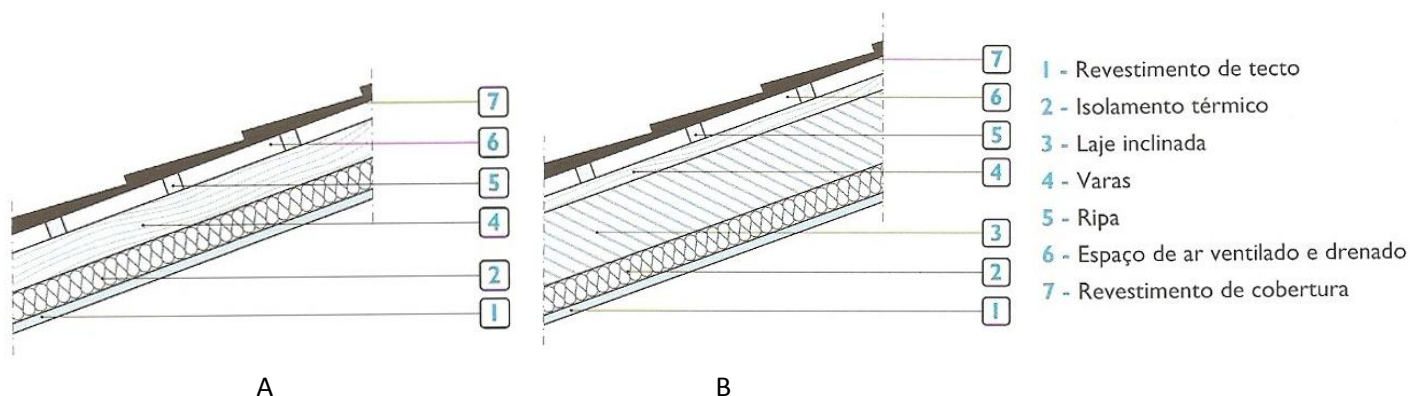 7
6
5
4
2
1
A
7
6
5
4
3
2
1
B
1 - Revestimento de tecto
2 - Isolamento térmico
3 - Laje inclinada
4 - Varas
5 - Ripa
6 - Espaço de ar ventilado e drenado
7 - Revestimento de cobertura